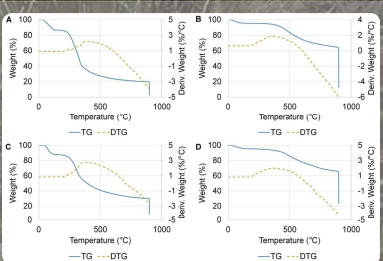 A
B
Weight (%)
100
80
60
40
20
0
0
500
1000
5
3
1
-1
-3
-5
Deriv. Weight (%/°C)
Temperature (°C)
TG
DTG
Weight (%)
100
80
60
40
20
0
0
500
1000
4
2
0
-2
-4
-6
Deriv. Weight (%/°C)
Temperature (°C)
TG
DTG
C
D
Weight (%)
100
80
60
40
20
0
0
500
1000
5
3
1
-1
-3
-5
Deriv. Weight (%/°C)
Temperature (°C)
TG
DTG
Weight (%)
100
80
60
40
20
0
0
500
1000
5
3
1
-1
-3
-5
Deriv. Weight (%/°C)
Temperature (°C)
TG
DTG